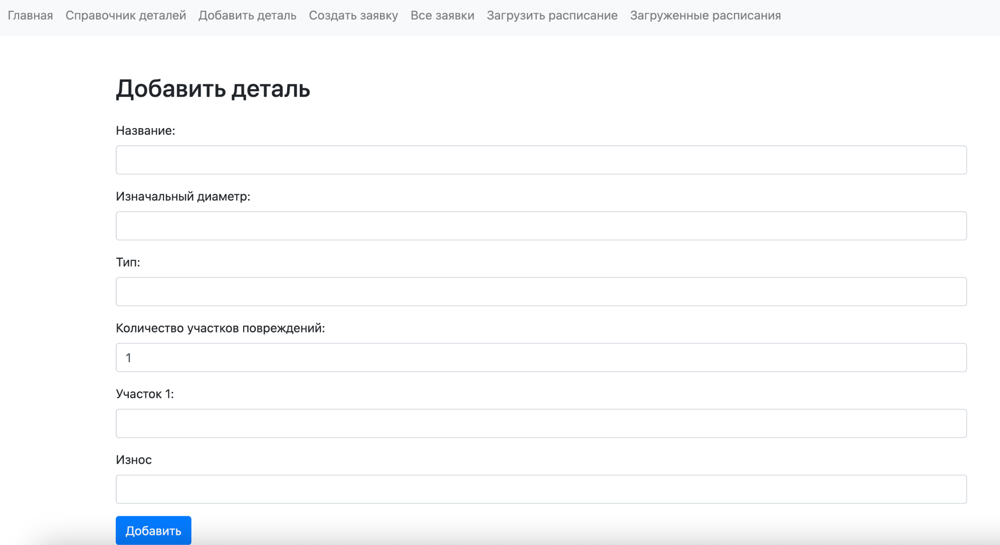 Главная Справочник деталей Добавить деталь Создать заявку Все заявки Загрузить расписание Загруженные расписания
Добавить деталь
Название:
Изначальный диаметр:
Тип:
Количество участков повреждений:
1
Участок 1:
Износ
Добавить